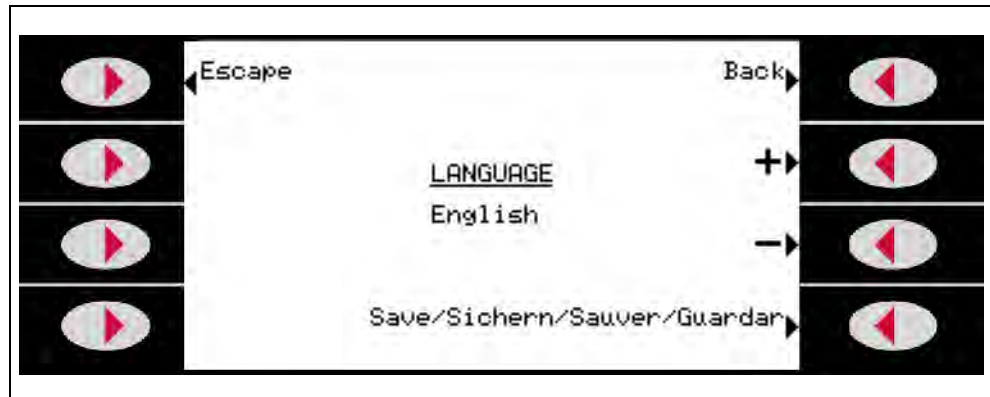 Escape Back
+
LANGUAGE
English
-
Save/Sichern/Sauver/Guardar